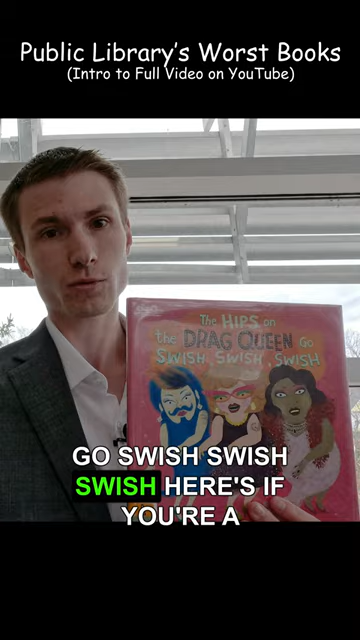 Public Library's Worst Books
(Intro to Full Video on YouTube)
The HIPS on
the DRAG QUEEN GO
SWISH, SWISH, SWISH
GO SWISH SWISH
SWISH HERE'S IF
YOU'RE A